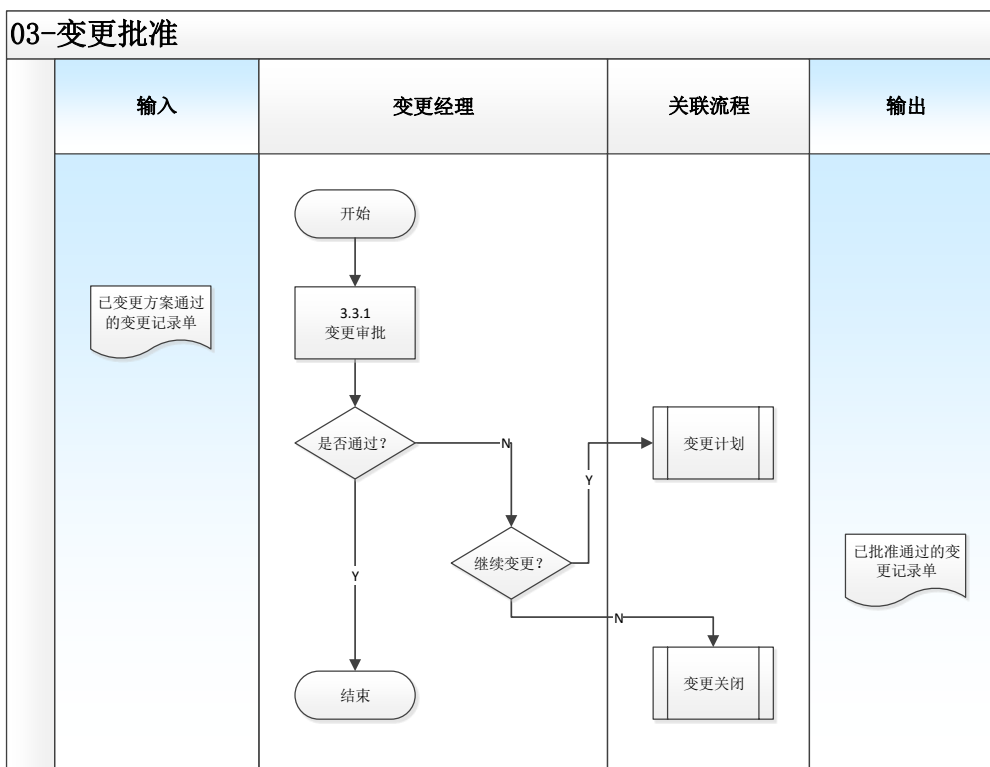 03-变更批准
输入
变更经理
关联流程
输出
开始
已变更方案通过
的变更记录单
3.3.1
变更审批
是否通过？
N
变更计划
Y
继续变更？
已批准通过的变
更记录单
Y
N
结束
变更关闭